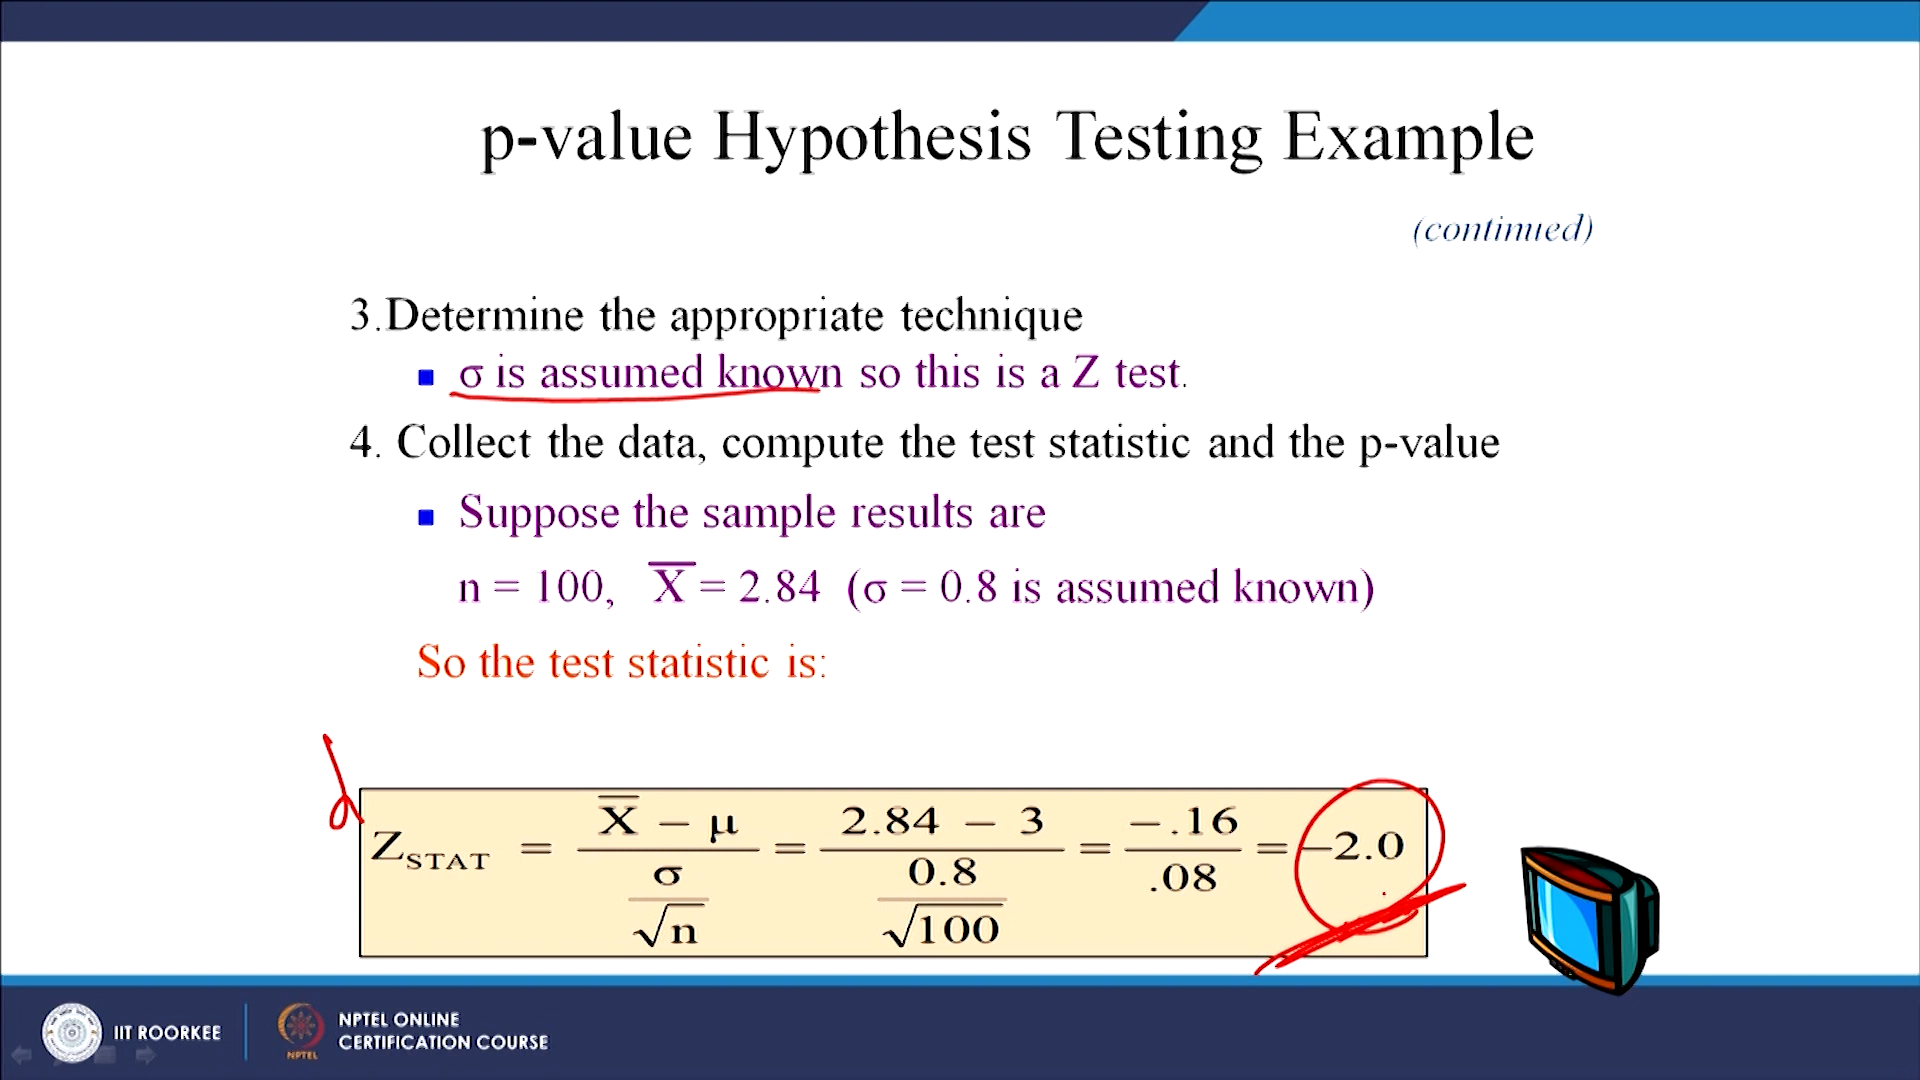 p-value Hypothesis Testing Example
(continued)
3.Determine the appropriate technique
■ σ is assumed known so this is a Z test.
4. Collect the data, compute the test statistic and the p-value
■ Suppose the sample results are
n = 100, X̅ = 2.84 (σ = 0.8 is assumed known)
So the test statistic is:
Z_STAT = (X̅ − μ) / (σ / √n) = (2.84 − 3) / (0.8 / √100) = −.16 / .08 = −2.0
IIT ROORKEE
NPTEL
NPTEL ONLINE
CERTIFICATION COURSE